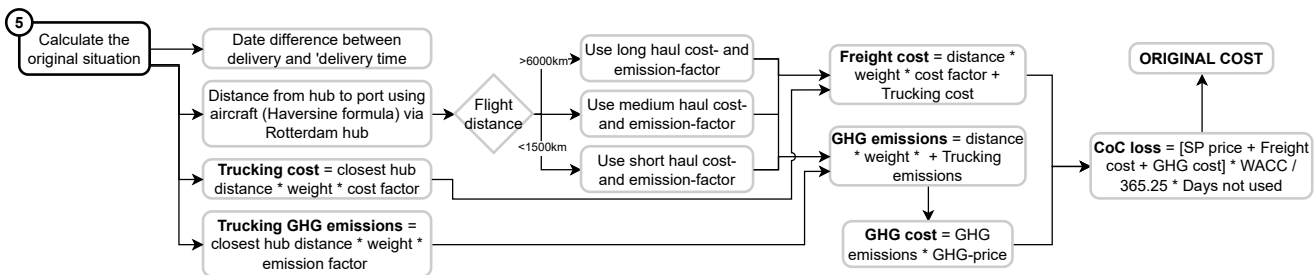 5
Calculate the
original situation
Date difference between
delivery and 'delivery time
Distance from hub to port using
aircraft (Haversine formula) via
Rotterdam hub
Trucking cost = closest hub
distance * weight * cost factor
Trucking GHG emissions =
closest hub distance * weight *
emission factor
Flight
distance
>6000km
<1500km
Use long haul cost- and
emission-factor
Use medium haul cost-
and emission-factor
Use short haul cost-
and emission-factor
Freight cost = distance *
weight * cost factor +
Trucking cost
GHG emissions = distance
* weight *  + Trucking
emissions
GHG cost = GHG
emissions * GHG-price
ORIGINAL COST
CoC loss = [SP price + Freight
cost + GHG cost] * WACC /
365.25 * Days not used